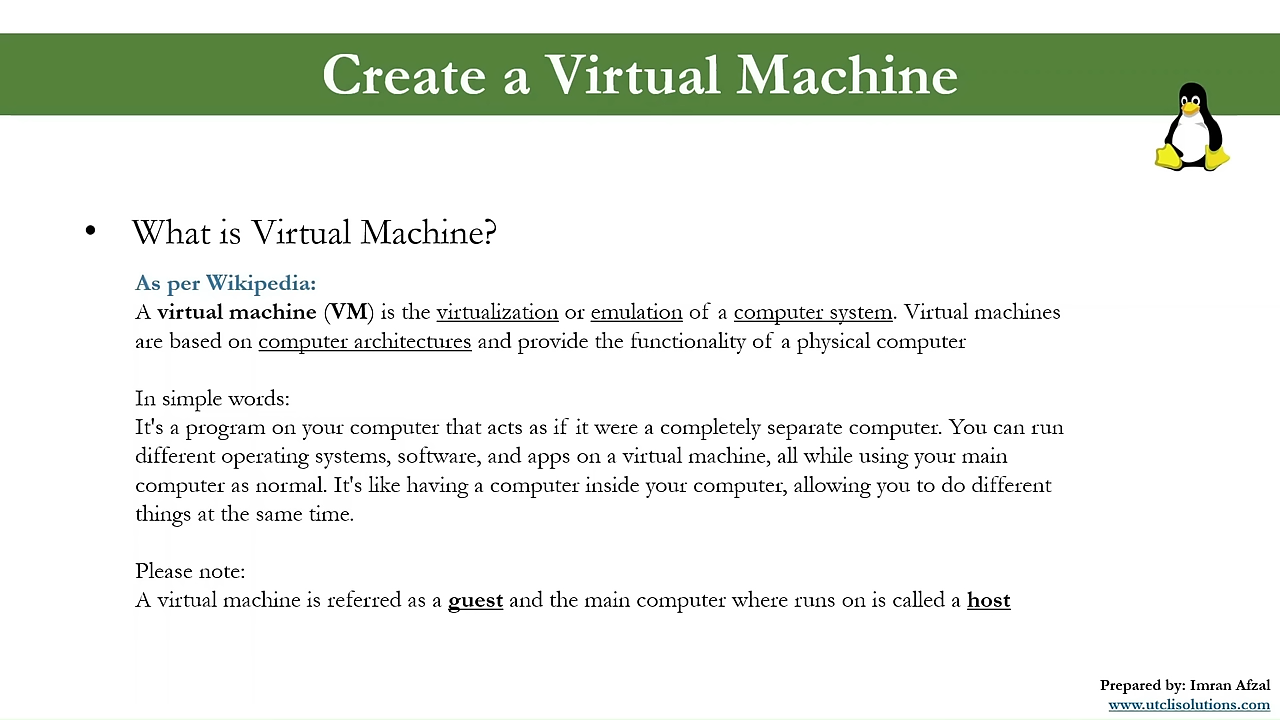 Create a Virtual Machine
• What is Virtual Machine?
As per Wikipedia:
A virtual machine (VM) is the virtualization or emulation of a computer system. Virtual machines
are based on computer architectures and provide the functionality of a physical computer
In simple words:
It's a program on your computer that acts as if it were a completely separate computer. You can run
different operating systems, software, and apps on a virtual machine, all while using your main
computer as normal. It's like having a computer inside your computer, allowing you to do different
things at the same time.
Please note:
A virtual machine is referred as a guest and the main computer where runs on is called a host
Prepared by: Imran Afzal
www.utclisolutions.com